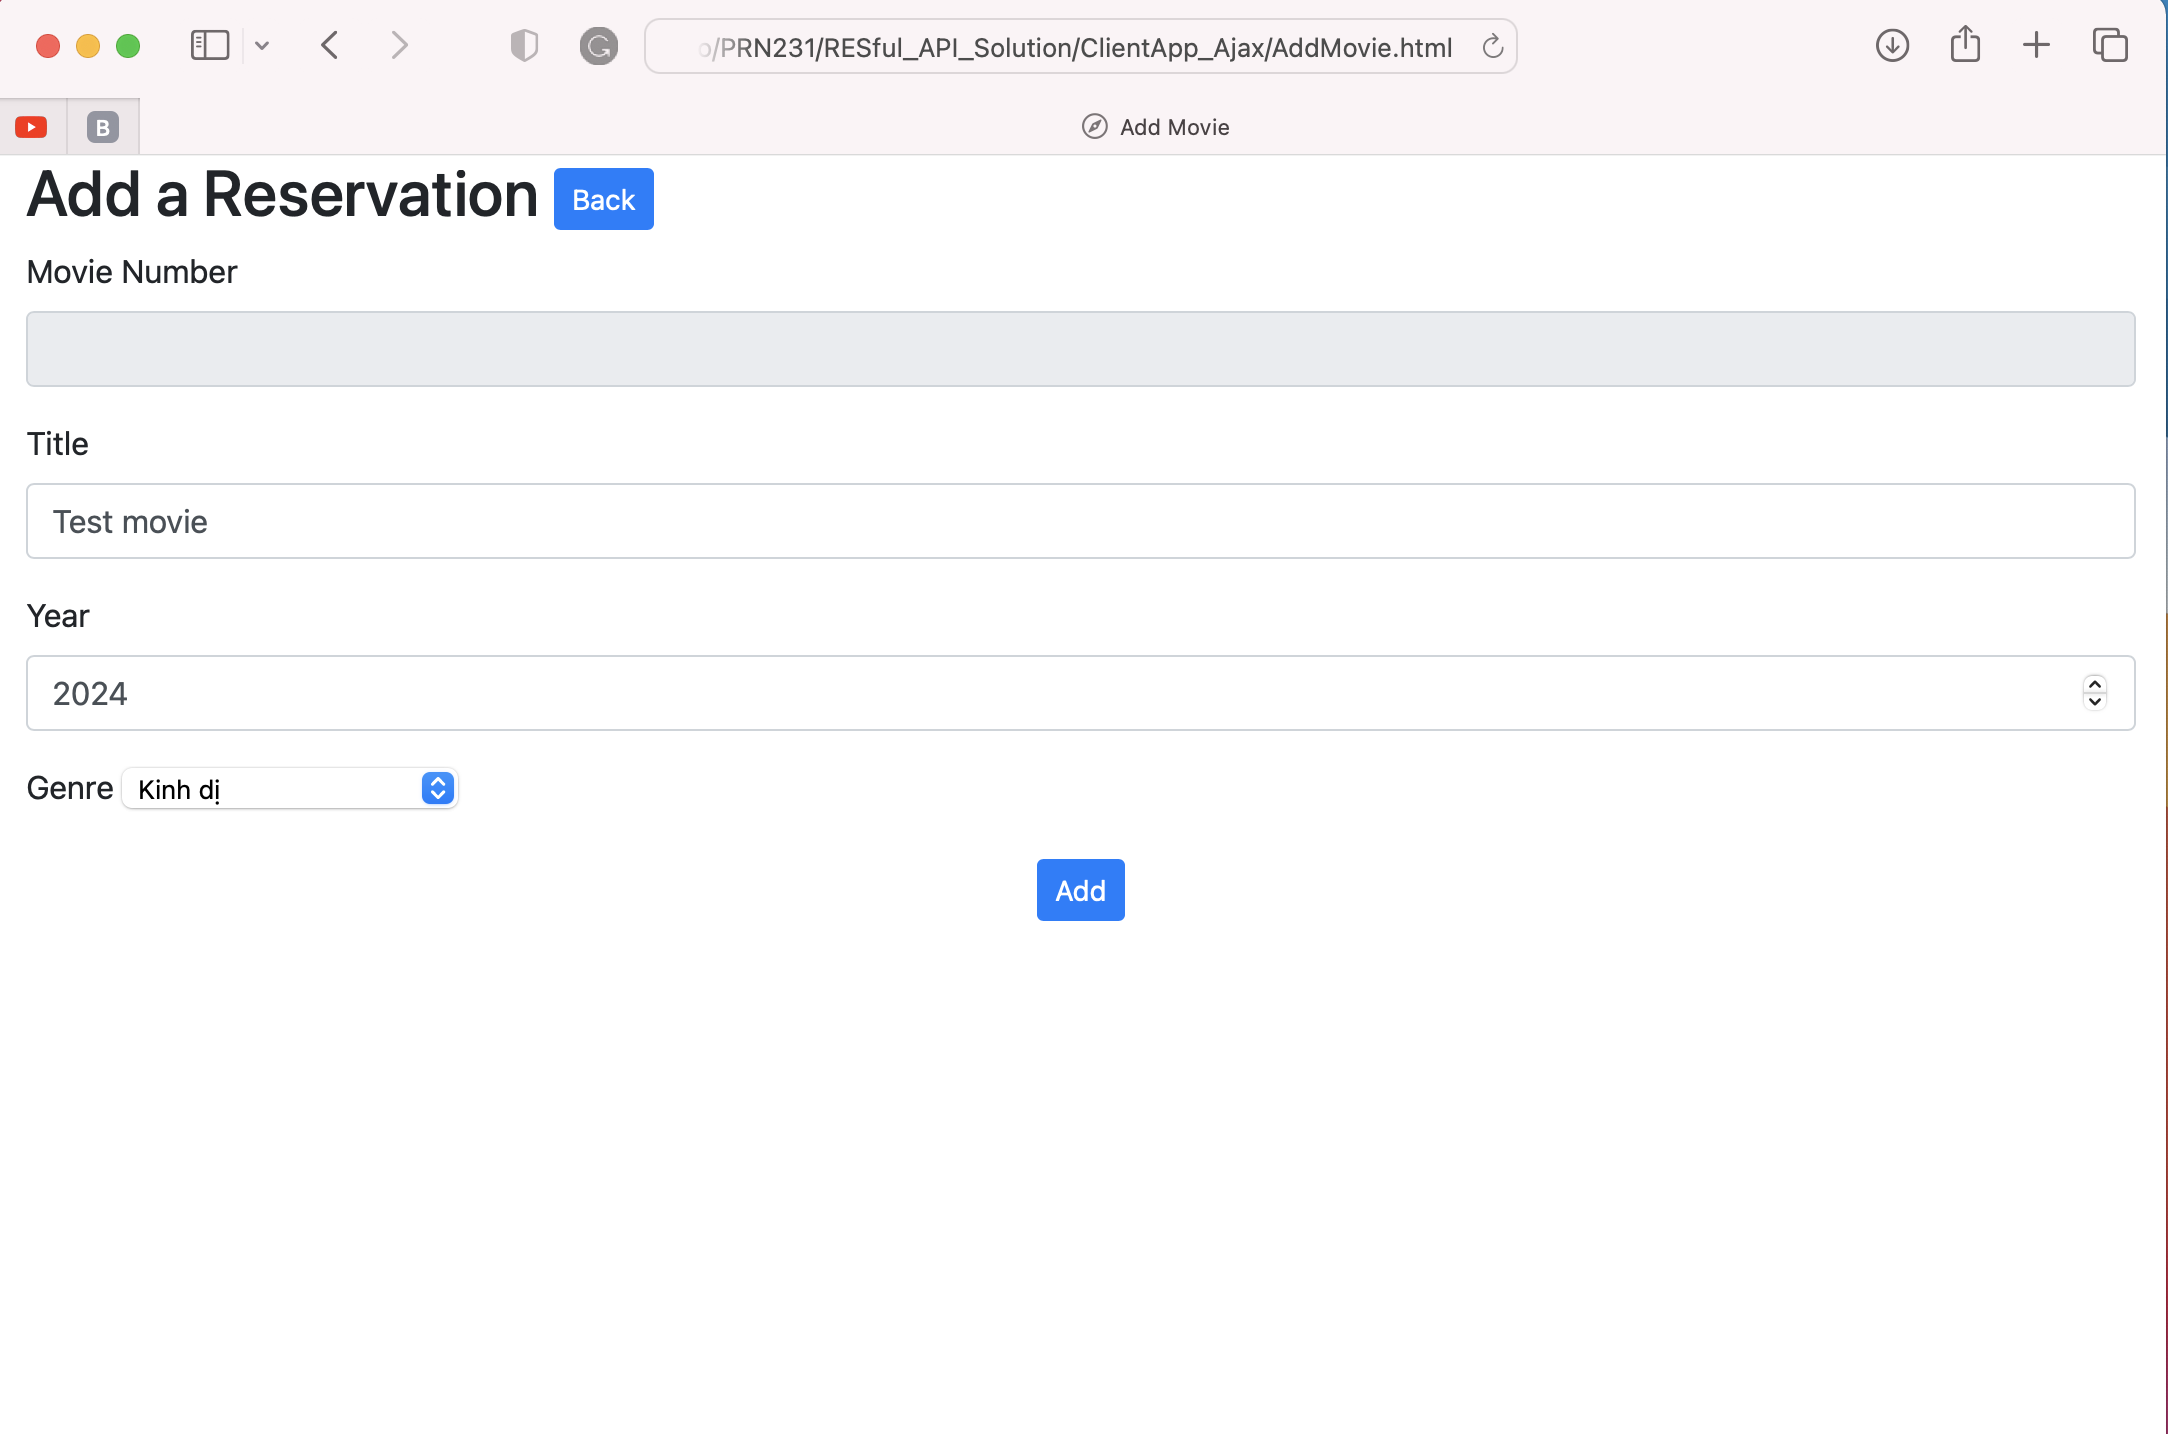 o/PRN231/RESful_API_Solution/ClientApp_Ajax/AddMovie.html
B
Add Movie
Add a Reservation Back
Movie Number
Title
Test movie
Year
2024
Genre Kinh dị
Add